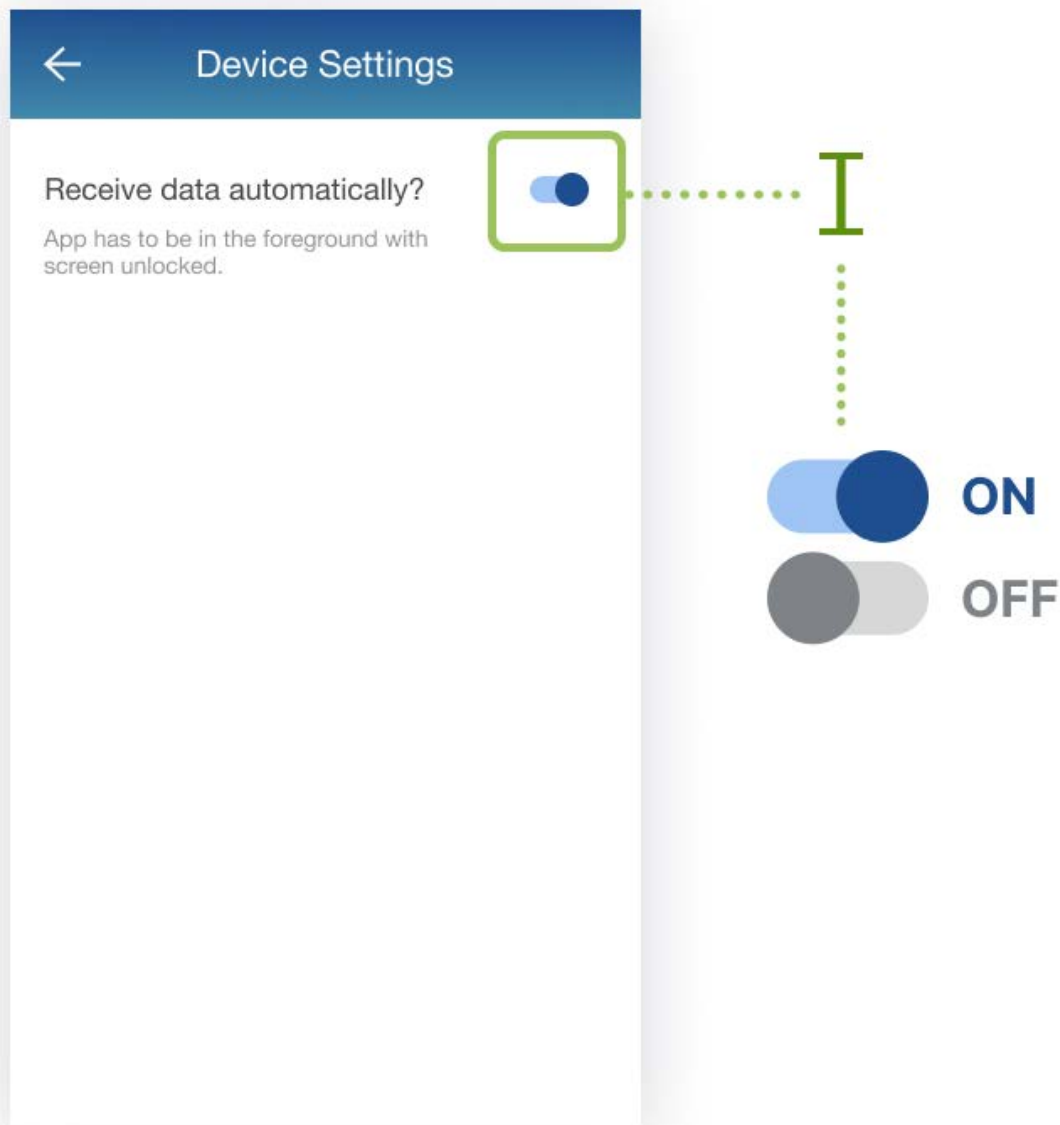 Device Settings
Receive data automatically?
App has to be in the foreground with
screen unlocked.
I
ON
OFF